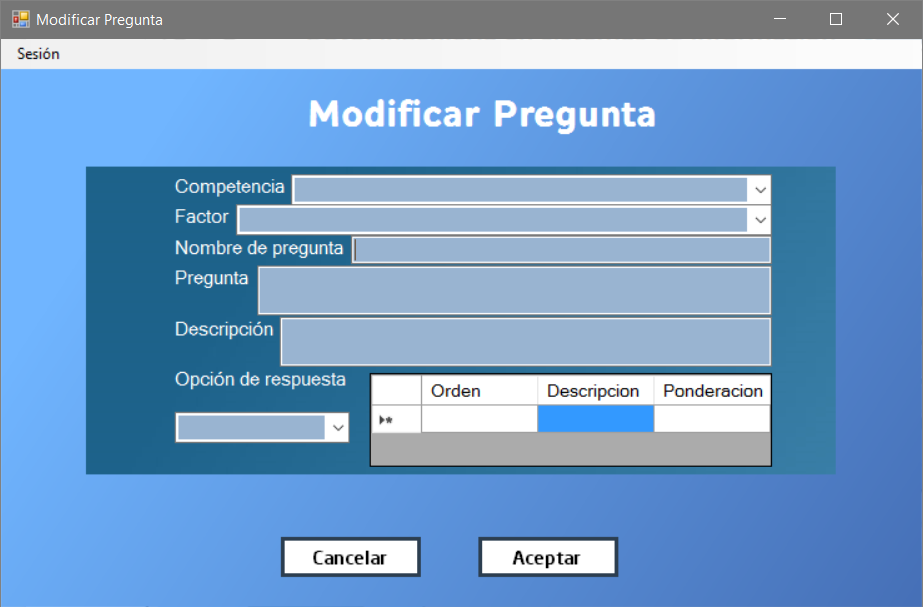 Modificar Pregunta
Sesión
Modificar Pregunta
Competencia
Factor
Nombre de pregunta
Pregunta
Descripción
Opción de respuesta
Orden Descripcion Ponderacion
Cancelar Aceptar